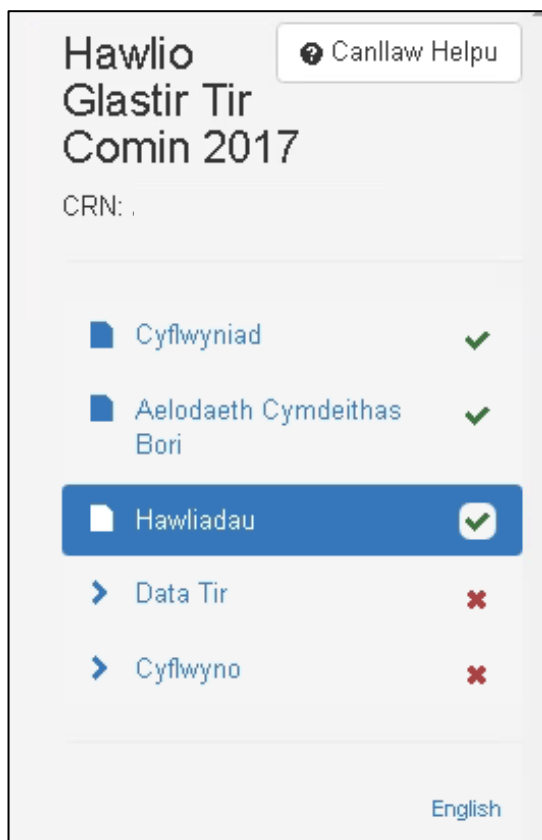 Hawlio
Glastir Tir
Comin 2017
Canllaw Helpu
CRN: .
Cyflwyniad
Aelodaeth Cymdeithas
Bori
Hawliadau
Data Tir
Cyflwyno
English